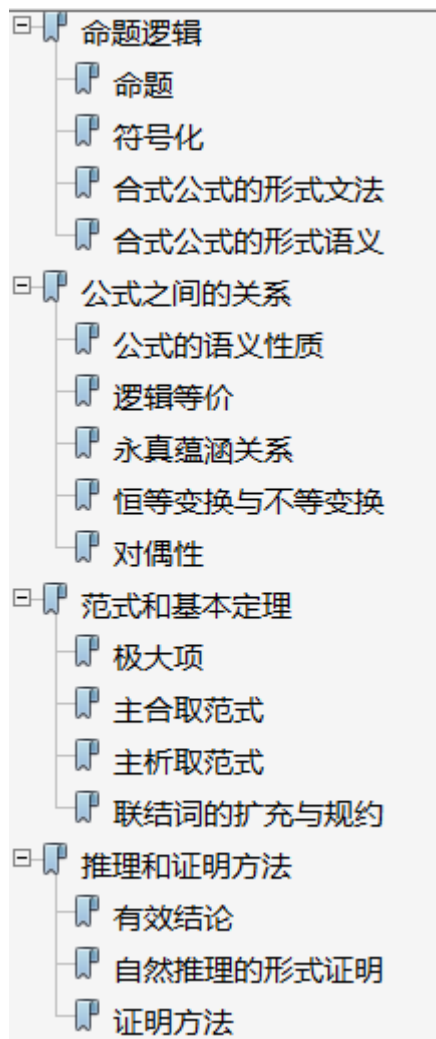 命题逻辑
命题
符号化
合式公式的形式文法
合式公式的形式语义
公式之间的关系
公式的语义性质
逻辑等价
永真蕴涵关系
恒等变换与不等变换
对偶性
范式和基本定理
极大项
主合取范式
主析取范式
联结词的扩充与规约
推理和证明方法
有效结论
自然推理的形式证明
证明方法